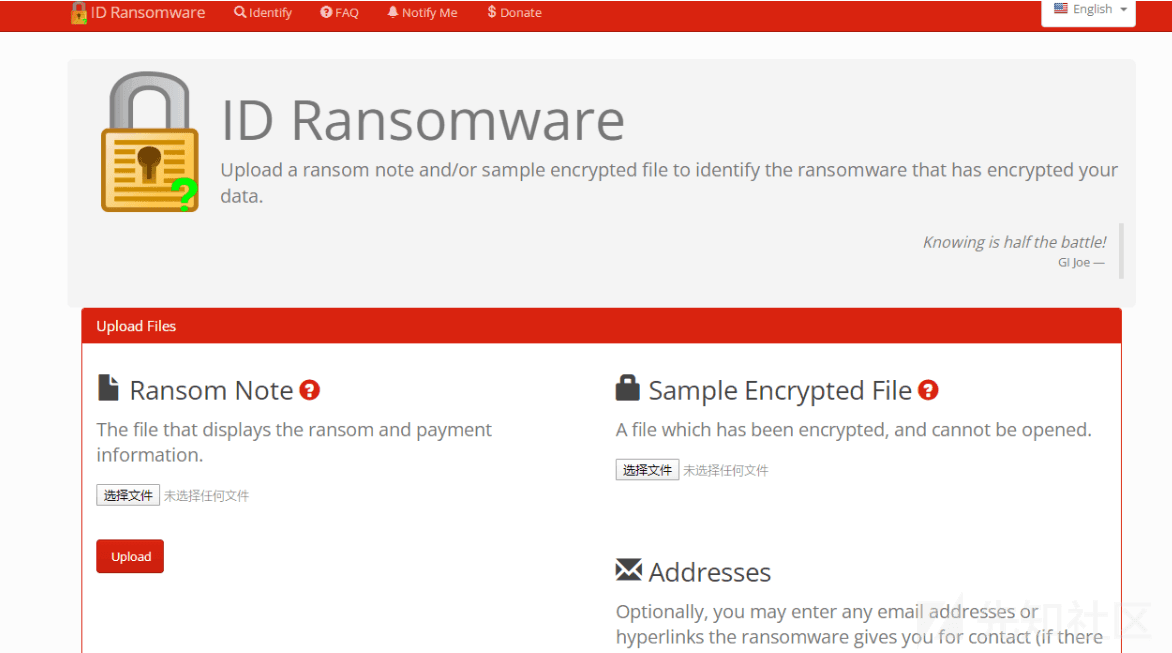 ID Ransomware Identify FAQ Notify Me $ Donate English
ID Ransomware
Upload a ransom note and/or sample encrypted file to identify the ransomware that has encrypted your
data.
Knowing is half the battle!
GI Joe —
Upload Files
Ransom Note
The file that displays the ransom and payment
information.
选择文件 未选择任何文件
Upload
Sample Encrypted File
A file which has been encrypted, and cannot be opened.
选择文件 未选择任何文件
Addresses
Optionally, you may enter any email addresses or
hyperlinks the ransomware gives you for contact (if there
先知社区